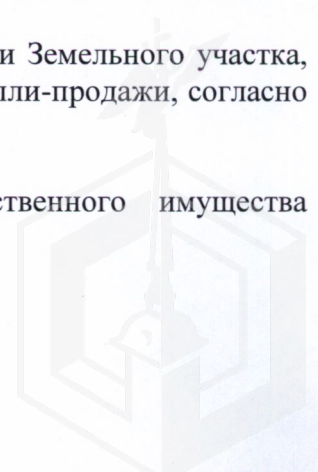 и Земельного участка,
пли-продажи, согласно
ственного имущества